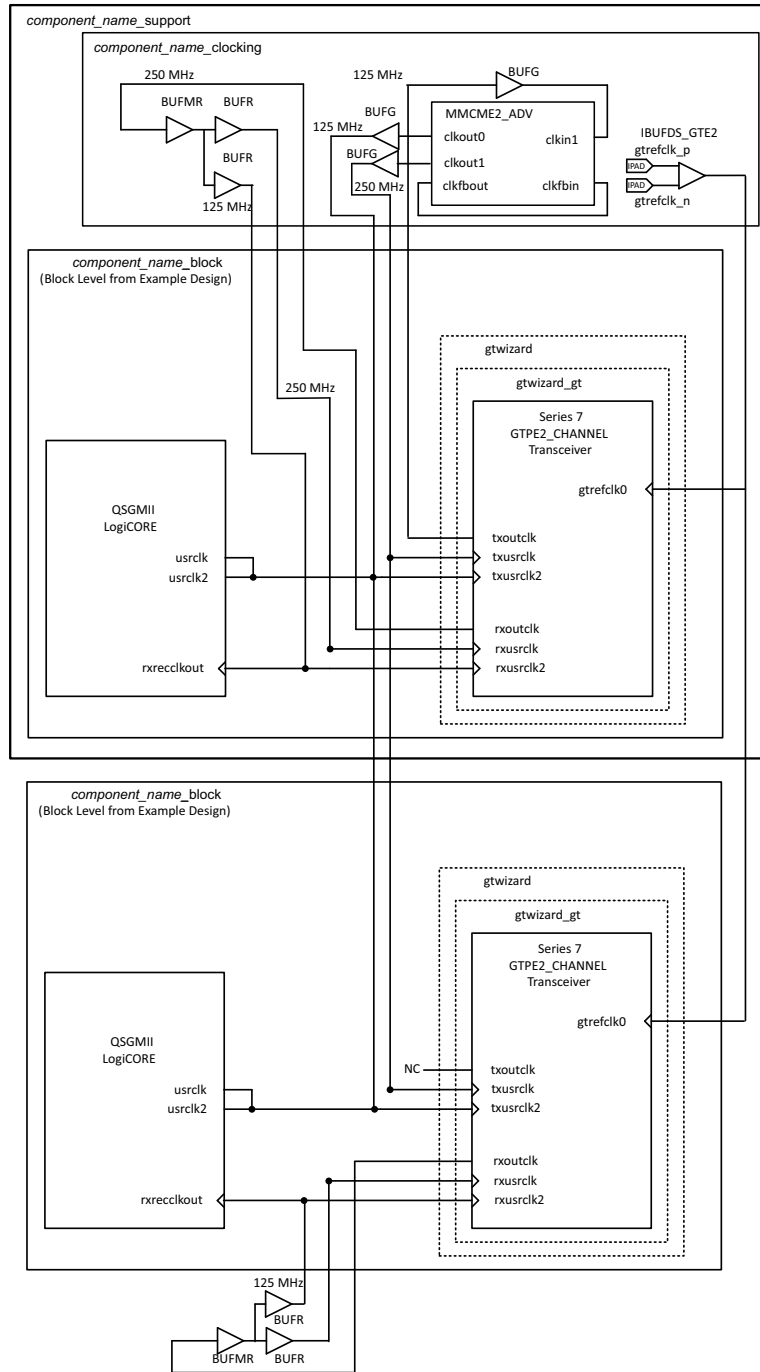 component_name_support
component_name_clocking
250 MHz
BUFMR
BUFR
BUFR
125 MHz
125 MHz
BUFG
BUFG
125 MHz
BUFG
250 MHz
MMCME2_ADV
clkout0
clkin1
clkout1
clkfbout
clkfbin
IBUFDS_GTE2
gtrefclk_p
IPAD
IPAD
gtrefclk_n
component_name_block
(Block Level from Example Design)
gtwizard
gtwizard_gt
250 MHz
Series 7
GTPE2_CHANNEL
Transceiver
gtrefclk0
QSGMII
LogiCORE
usrclk
usrclk2
rxrecclkout
txoutclk
txusrclk
txusrclk2
rxoutclk
rxusrclk
rxusrclk2
component_name_block
(Block Level from Example Design)
gtwizard
gtwizard_gt
Series 7
GTPE2_CHANNEL
Transceiver
gtrefclk0
QSGMII
LogiCORE
usrclk
usrclk2
rxrecclkout
NC
txoutclk
txusrclk
txusrclk2
rxoutclk
rxusrclk
rxusrclk2
125 MHz
BUFR
BUFMR
BUFR